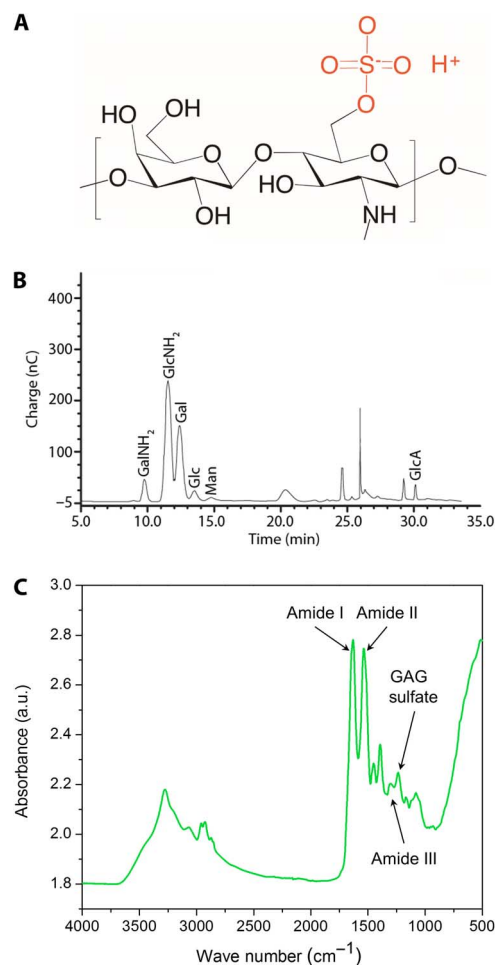 A
O
O=S-=O H+
O
HO OH
O O O
O HO O
OH NH
B
Charge (nC)
400
300
200
100
−5
GalNH2
GlcNH2
Gal
Glc
Man
GlcA
5.0 10.0 15.0 20.0 25.0 30.0 35.0
Time (min)
C
Absorbance (a.u.)
3.0
2.8
2.6
2.4
2.2
2.0
1.8
Amide I Amide II
GAG
sulfate
Amide III
4000 3500 3000 2500 2000 1500 1000 500
Wave number (cm−1)